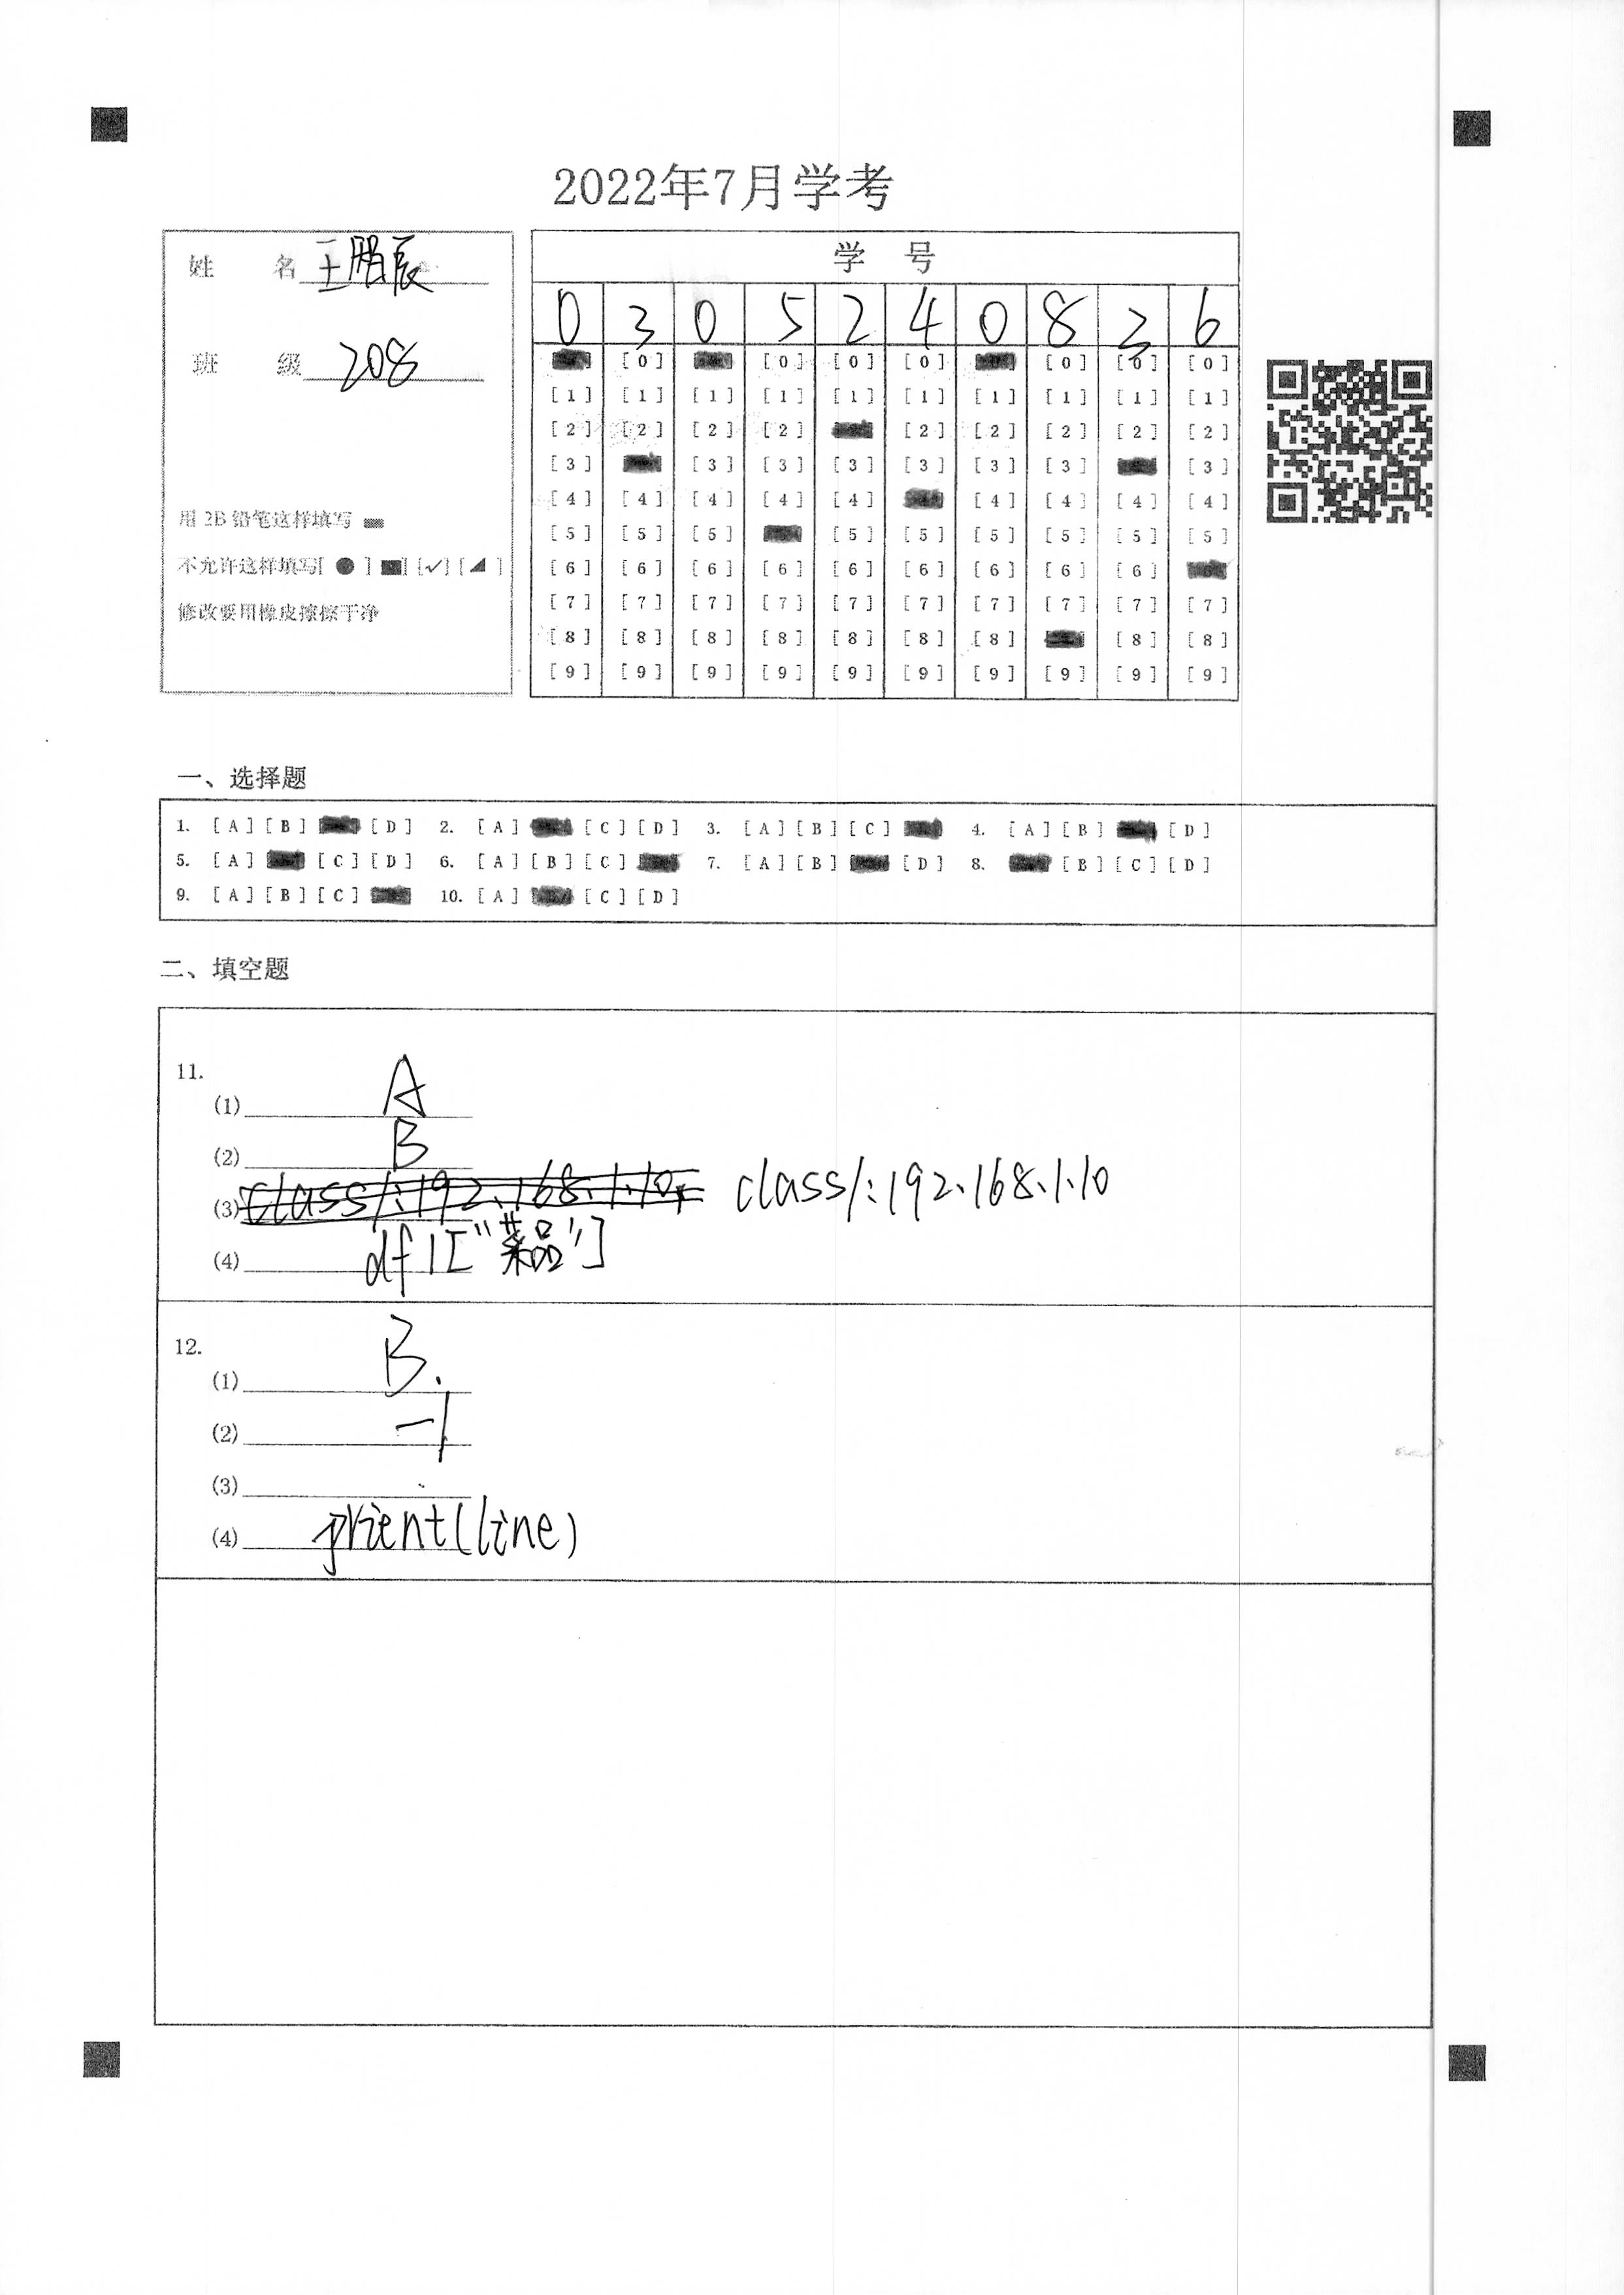 2022年7月学考
姓 名 王鹏辰
班 级 208
用 2B 铅笔这样填写
不允许这样填写[ ● ] [■] [✓] [◢ ]
修改要用橡皮擦擦干净
学 号
0 3 0 5 2 4 0 8 3 6
[0] [0] [0] [0] [0] [0] [0]
[1] [1] [1] [1] [1] [1] [1] [1] [1] [1]
[2] [2] [2] [2] [2] [2] [2] [2] [2]
[3] [3] [3] [3] [3] [3] [3] [3]
[4] [4] [4] [4] [4] [4] [4] [4] [4]
[5] [5] [5] [5] [5] [5] [5] [5] [5]
[6] [6] [6] [6] [6] [6] [6] [6] [6]
[7] [7] [7] [7] [7] [7] [7] [7] [7] [7]
[8] [8] [8] [8] [8] [8] [8] [8] [8]
[9] [9] [9] [9] [9] [9] [9] [9] [9] [9]
一、选择题
1. [A] [B] [D] 2. [A] [C] [D] 3. [A] [B] [C] 4. [A] [B] [D]
5. [A] [C] [D] 6. [A] [B] [C] 7. [A] [B] [D] 8. [B] [C] [D]
9. [A] [B] [C] 10. [A] [C] [D]
二、填空题
11.
(1) A
(2) B
(3) class/:192.168.1.10 class/:192.168.1.10
(4) df1["菜品"]
12.
(1) B.
(2) -1
(3)
(4) prient(line)